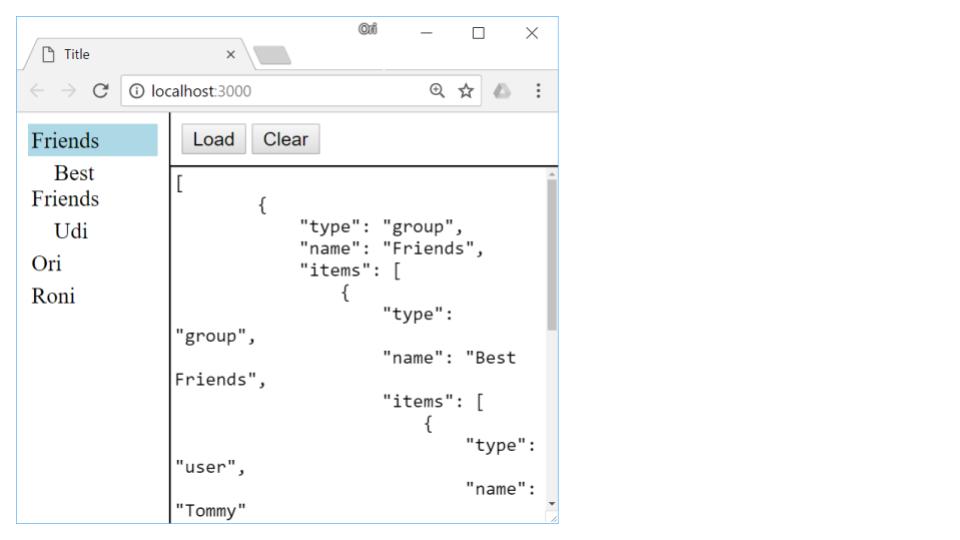 Ori
Title
localhost:3000
Friends
Best
Friends
Udi
Ori
Roni
Load Clear
[
{
"type": "group",
"name": "Friends",
"items": [
{
"type":
"group",
"name": "Best
Friends",
"items": [
{
"type":
"user",
"name":
"Tommy"